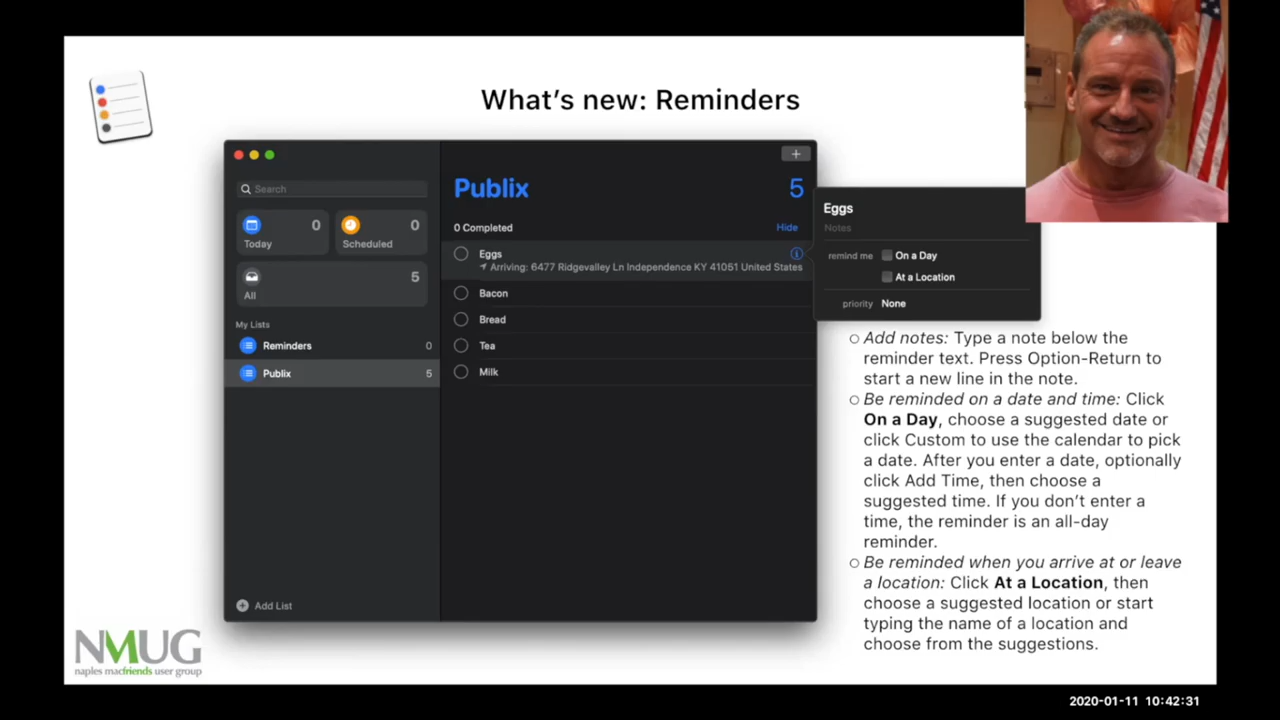 What's new: Reminders
Search
0
Today
0
Scheduled
5
All
My Lists
Reminders 0
Publix 5
Add List
+
Publix 5
0 Completed Hide
Eggs
Arriving: 6477 Ridgevalley Ln Independence KY 41051 United States
Bacon
Bread
Tea
Milk
Eggs
Notes
remind me On a Day
At a Location
priority None
Add notes: Type a note below the
reminder text. Press Option-Return to
start a new line in the note.
Be reminded on a date and time: Click
On a Day, choose a suggested date or
click Custom to use the calendar to pick
a date. After you enter a date, optionally
click Add Time, then choose a
suggested time. If you don't enter a
time, the reminder is an all-day
reminder.
Be reminded when you arrive at or leave
a location: Click At a Location, then
choose a suggested location or start
typing the name of a location and
choose from the suggestions.
NMUG
naples macfriends user group
2020-01-11 10:42:31